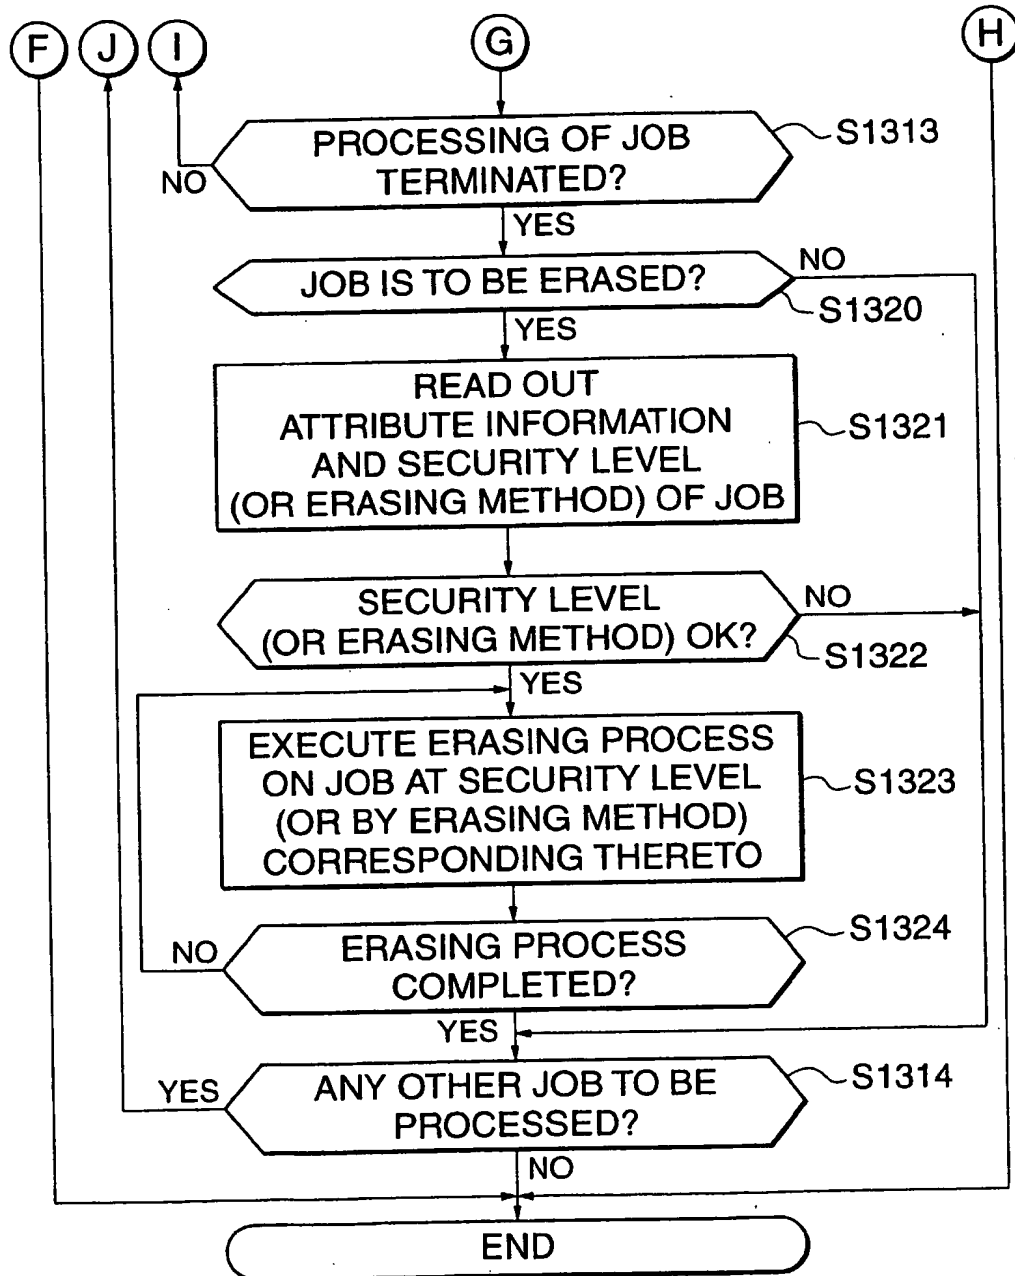 F
J
I
G
H
PROCESSING OF JOB
TERMINATED?
S1313
NO
YES
JOB IS TO BE ERASED?
NO
S1320
YES
READ OUT
ATTRIBUTE INFORMATION
AND SECURITY LEVEL
(OR ERASING METHOD) OF JOB
S1321
SECURITY LEVEL
(OR ERASING METHOD) OK?
NO
S1322
YES
EXECUTE ERASING PROCESS
ON JOB AT SECURITY LEVEL
(OR BY ERASING METHOD)
CORRESPONDING THERETO
S1323
ERASING PROCESS
COMPLETED?
S1324
NO
YES
ANY OTHER JOB TO BE
PROCESSED?
S1314
YES
NO
END